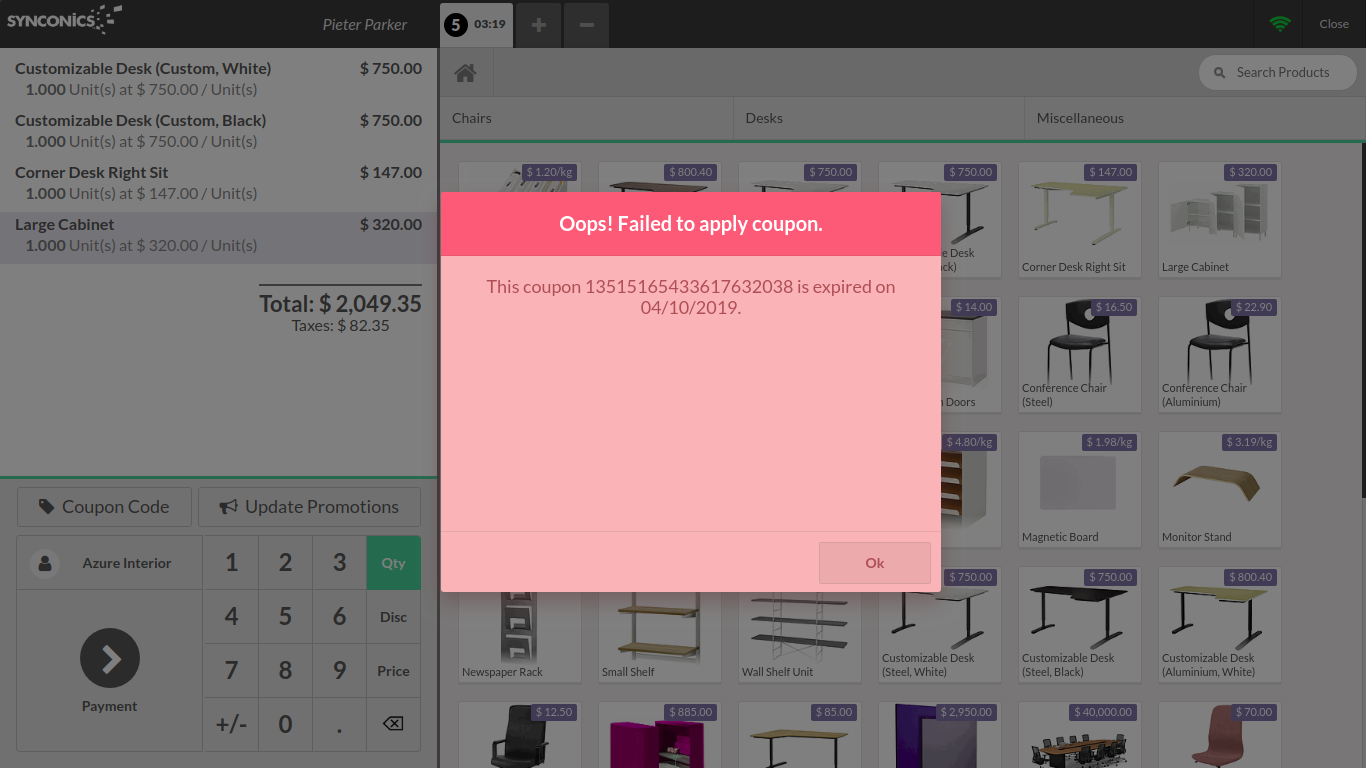 SYNCONICS
Pieter Parker
5 03:19
+
−
Close
Customizable Desk (Custom, White) $ 750.00
1.000 Unit(s) at $ 750.00 / Unit(s)
Customizable Desk (Custom, Black) $ 750.00
1.000 Unit(s) at $ 750.00 / Unit(s)
Corner Desk Right Sit $ 147.00
1.000 Unit(s) at $ 147.00 / Unit(s)
Large Cabinet $ 320.00
1.000 Unit(s) at $ 320.00 / Unit(s)
Total: $ 2,049.35
Taxes: $ 82.35
Coupon Code
Update Promotions
Azure Interior
1 2 3 Qty
4 5 6 Disc
7 8 9 Price
+/- 0 .
Payment
Search Products
Chairs Desks Miscellaneous
$ 1.20/kg $ 800.40 $ 750.00 $ 750.00 $ 147.00 $ 320.00
Desk
Corner Desk Right Sit Large Cabinet
Oops! Failed to apply coupon.
This coupon 13515165433617632038 is expired on
04/10/2019.
Ok
$ 14.00 $ 16.50 $ 22.90
Doors
Conference Chair
(Steel)
Conference Chair
(Aluminium)
$ 4.80/kg $ 1.98/kg $ 3.19/kg
Magnetic Board Monitor Stand
$ 750.00 $ 750.00 $ 800.40
Newspaper Rack Small Shelf Wall Shelf Unit
Customizable Desk
(Steel, White)
Customizable Desk
(Steel, Black)
Customizable Desk
(Aluminium, White)
$ 12.50 $ 885.00 $ 85.00 $ 2,950.00 $ 40,000.00 $ 70.00